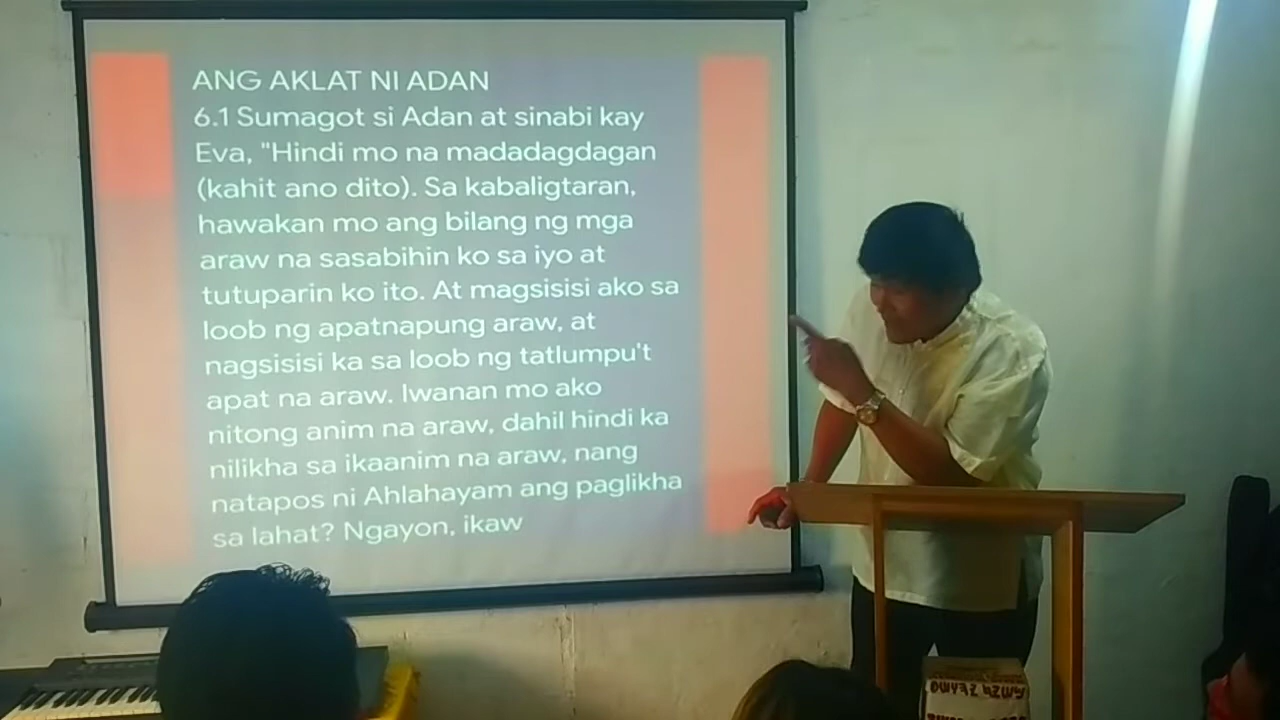 ANG AKLAT NI ADAN
6.1 Sumagot si Adan at sinabi kay
Eva, "Hindi mo na madadagdagan
(kahit ano dito). Sa kabaligtaran,
hawakan mo ang bilang ng mga
araw na sasabihin ko sa iyo at
tutuparin ko ito. At magsisisi ako sa
loob ng apatnapung araw, at
nagsisisi ka sa loob ng tatlumpu't
apat na araw. Iwanan mo ako
nitong anim na araw, dahil hindi ka
nilikha sa ikaanim na araw, nang
natapos ni Ahlahayam ang paglikha
sa lahat? Ngayon, ikaw